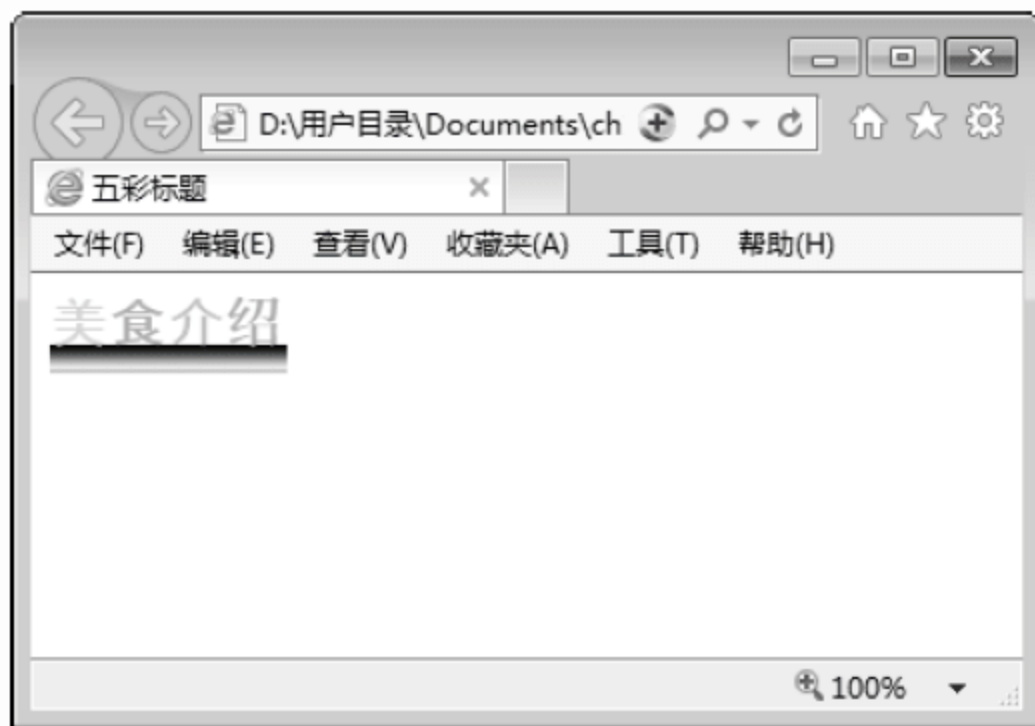 D:\用户目录\Documents\ch
五彩标题
文件(F) 编辑(E) 查看(V) 收藏夹(A) 工具(T) 帮助(H)
美食介绍
100%